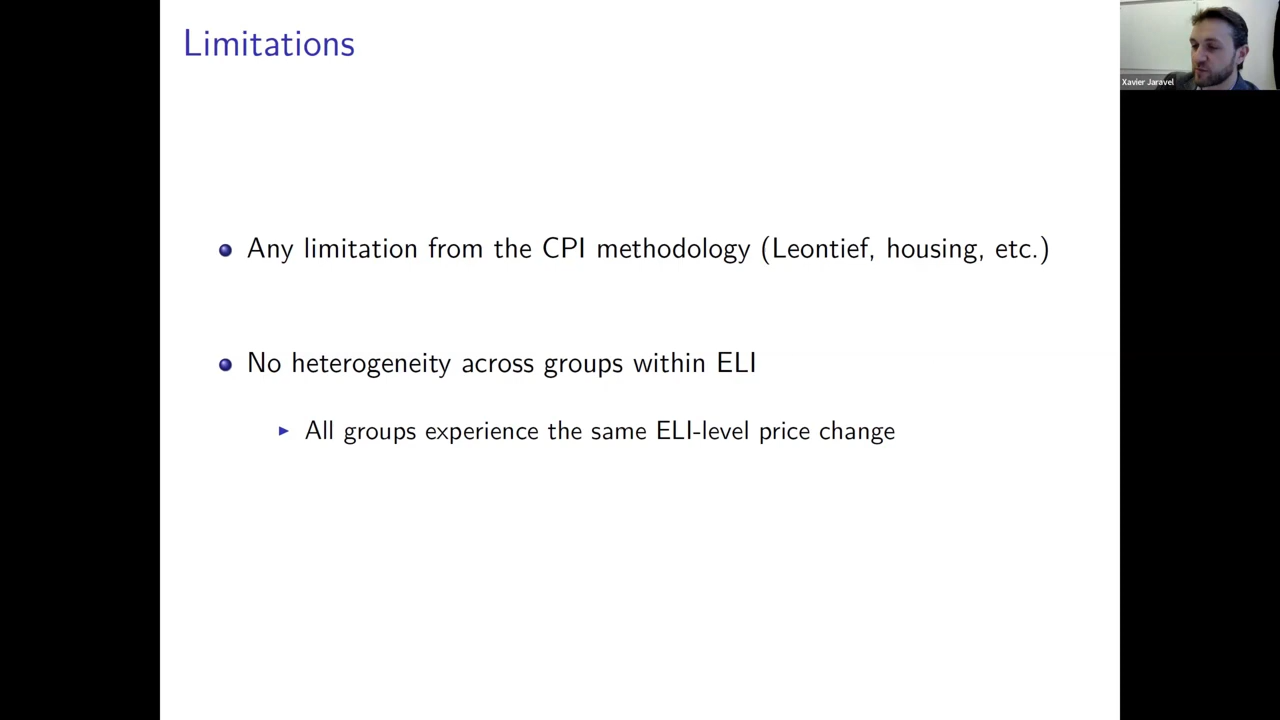 Limitations
Xavier Jaravel
Any limitation from the CPI methodology (Leontief, housing, etc.)
No heterogeneity across groups within ELI
All groups experience the same ELI-level price change